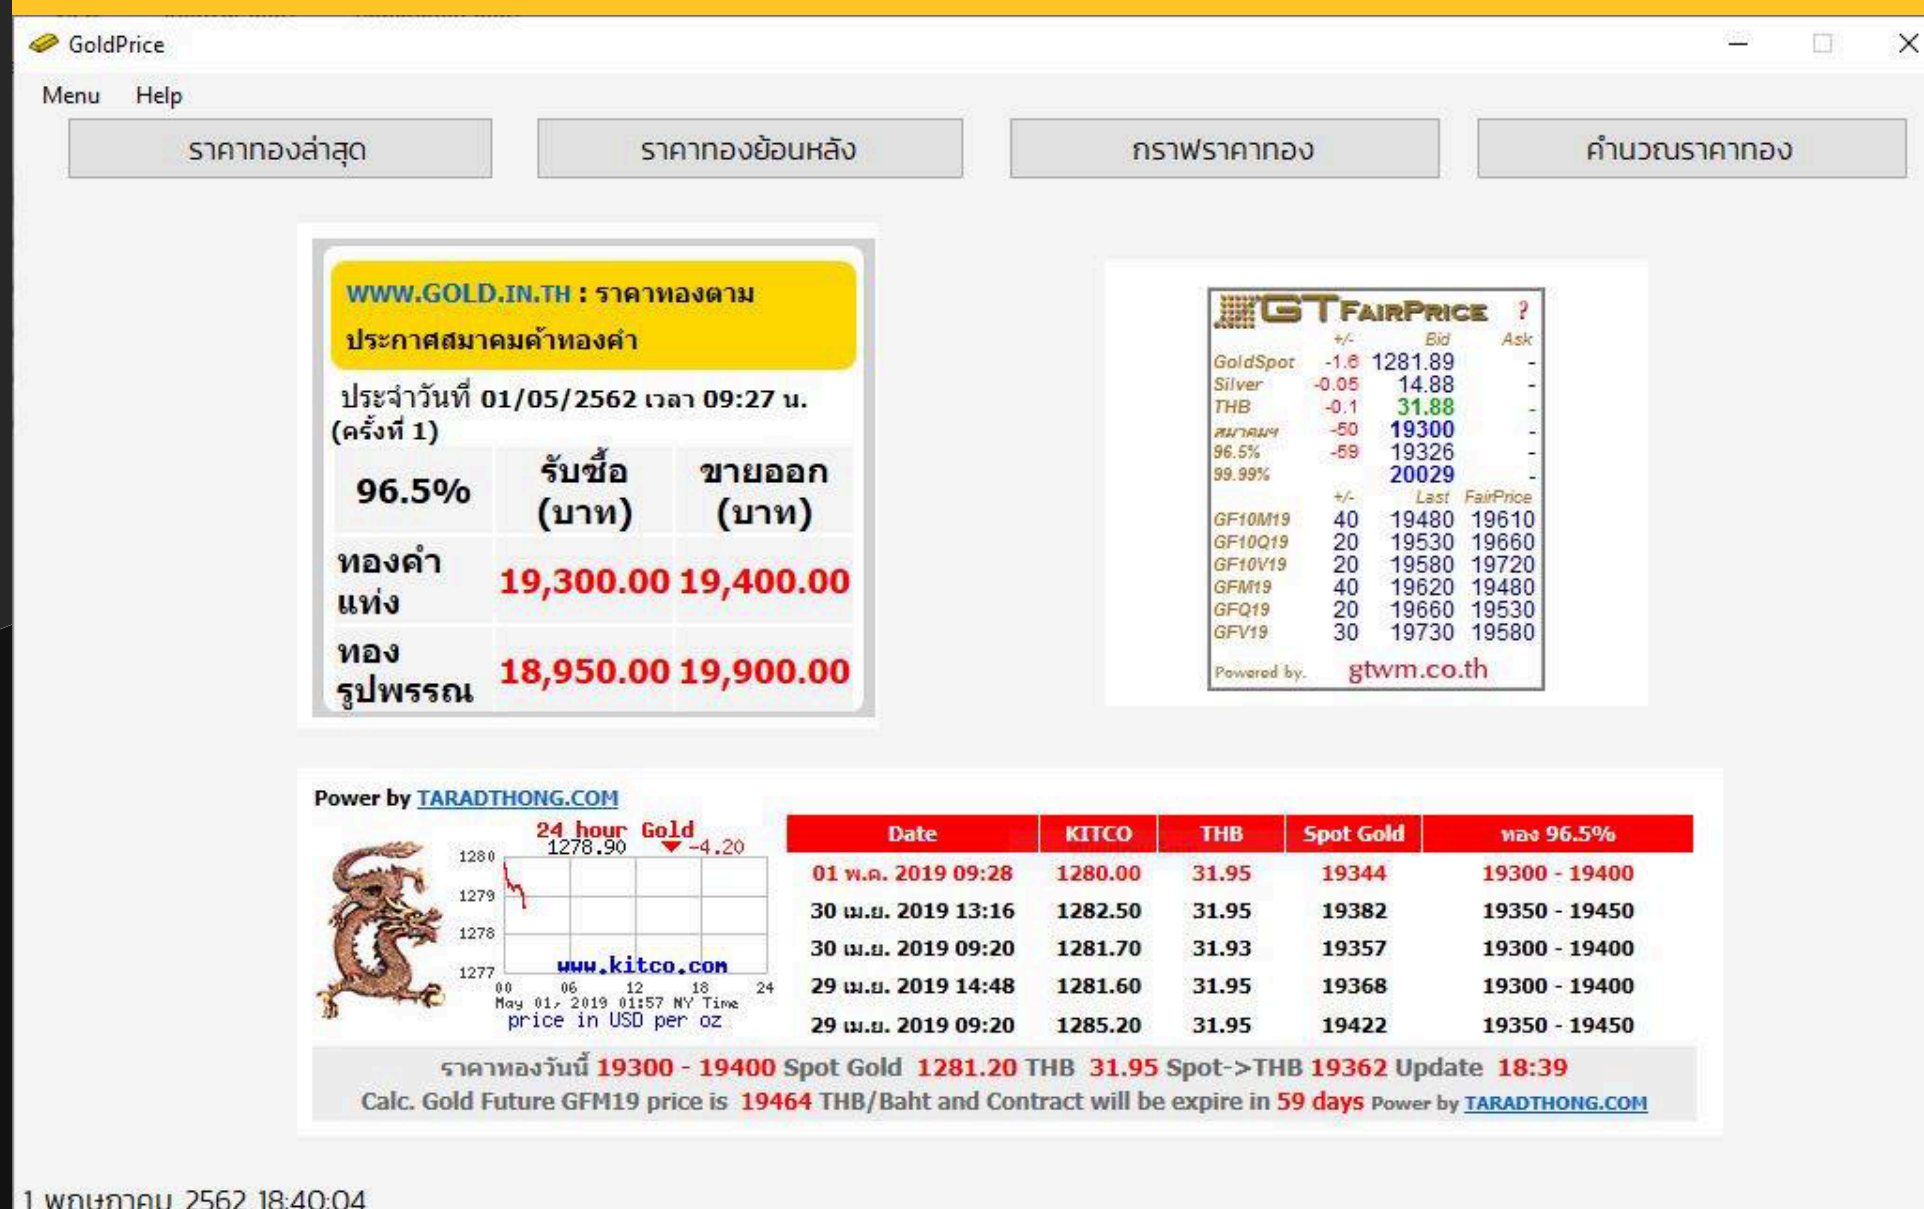 GoldPrice
Menu Help
ราคาทองล่าสุด ราคาทองย้อนหลัง กราฟราคาทอง คำนวณราคาทอง
WWW.GOLD.IN.TH : ราคาทองตาม
ประกาศสมาคมค้าทองคำ
ประจำวันที่ 01/05/2562 เวลา 09:27 น.
(ครั้งที่ 1)
96.5% รับซื้อ (บาท) ขายออก (บาท)
ทองคำแท่ง 19,300.00 19,400.00
ทองรูปพรรณ 18,950.00 19,900.00
GT FAIRPRICE ?
+/- Bid Ask
GoldSpot -1.6 1281.89 -
Silver -0.05 14.88 -
THB -0.1 31.88 -
สมาคมฯ -50 19300 -
96.5% -59 19326 -
99.99% 20029 -
+/- Last FairPrice
GF10M19 40 19480 19610
GF10Q19 20 19530 19660
GF10V19 20 19580 19720
GFM19 40 19620 19480
GFQ19 20 19660 19530
GFV19 30 19730 19580
Powered by. gtwm.co.th
Power by TARADTHONG.COM
24 hour Gold
1278.90 ▼ -4.20
1280
1279
1278
1277
www.kitco.com
00 06 12 18 24
May 01, 2019 01:57 NY Time
price in USD per oz
Date KITCO THB Spot Gold ทอง 96.5%
01 พ.ค. 2019 09:28 1280.00 31.95 19344 19300 - 19400
30 เม.ย. 2019 13:16 1282.50 31.95 19382 19350 - 19450
30 เม.ย. 2019 09:20 1281.70 31.93 19357 19300 - 19400
29 เม.ย. 2019 14:48 1281.60 31.95 19368 19300 - 19400
29 เม.ย. 2019 09:20 1285.20 31.95 19422 19350 - 19450
ราคาทองวันนี้ 19300 - 19400 Spot Gold 1281.20 THB 31.95 Spot->THB 19362 Update 18:39
Calc. Gold Future GFM19 price is 19464 THB/Baht and Contract will be expire in 59 days Power by TARADTHONG.COM
1 พฤษภาคม 2562 18:40:04